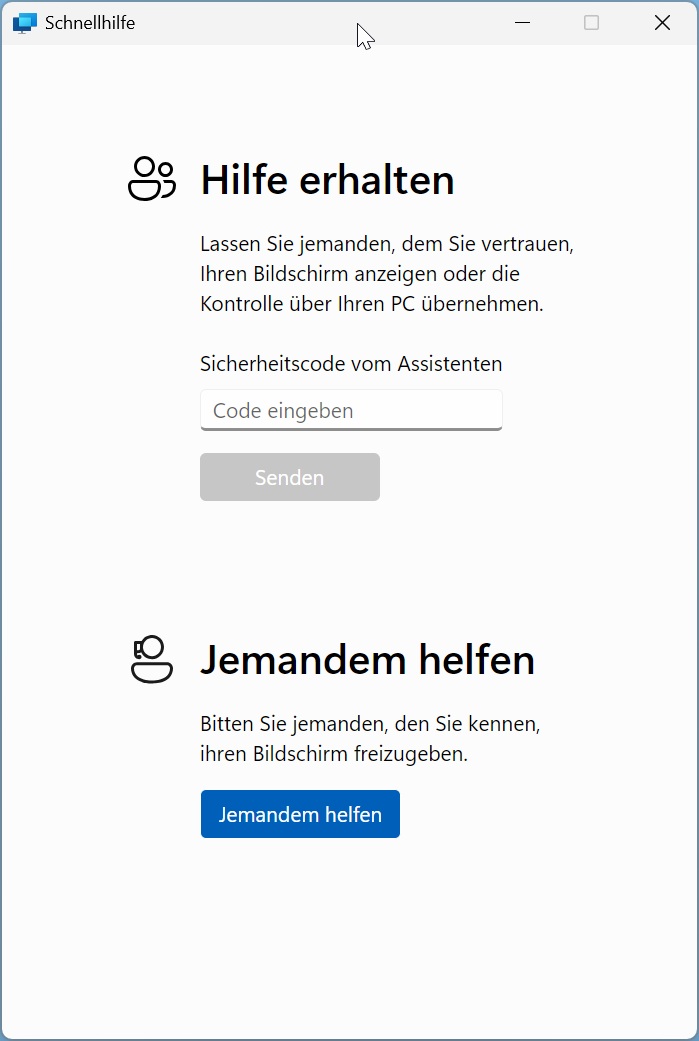 Schnellhilfe
Hilfe erhalten
Lassen Sie jemanden, dem Sie vertrauen,
Ihren Bildschirm anzeigen oder die
Kontrolle über Ihren PC übernehmen.
Sicherheitscode vom Assistenten
Code eingeben
Senden
Jemandem helfen
Bitten Sie jemanden, den Sie kennen,
ihren Bildschirm freizugeben.
Jemandem helfen